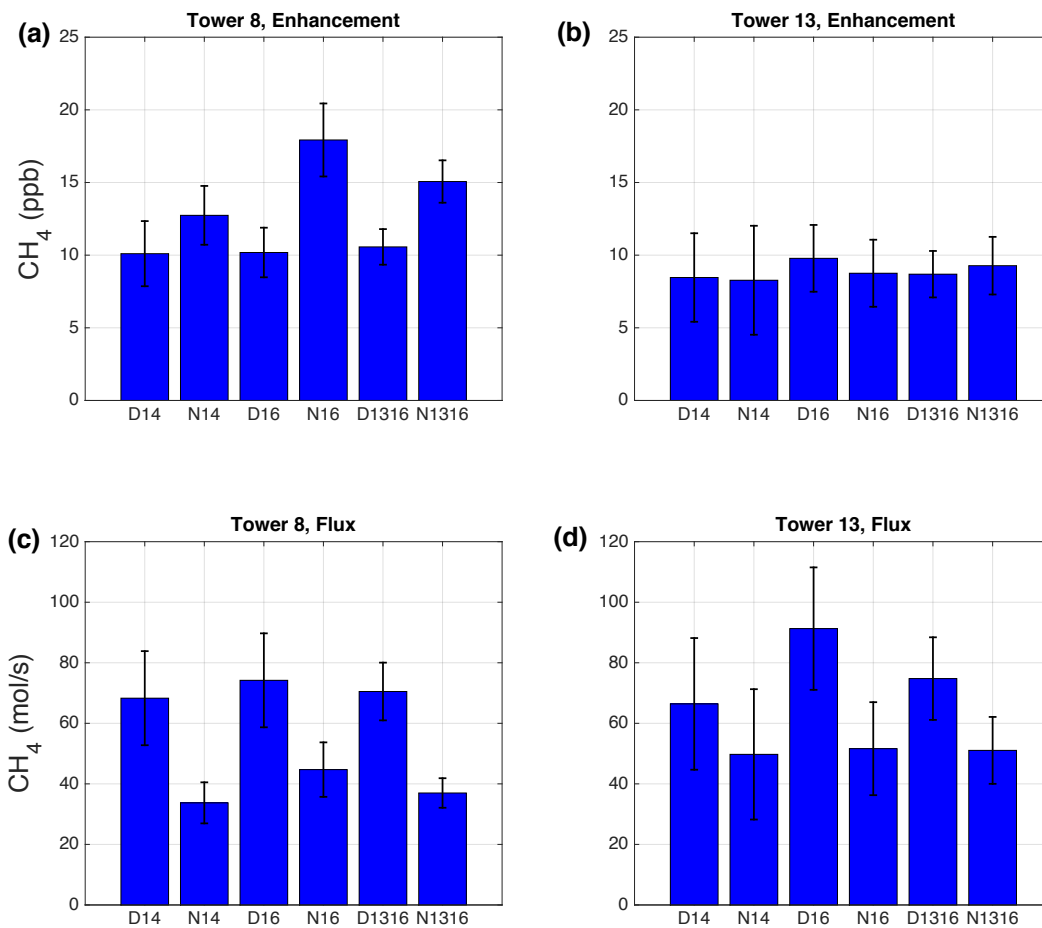 (a)
Tower 8, Enhancement
CH4 (ppb)
25
20
15
10
5
0
D14 N14 D16 N16 D1316 N1316
(b)
Tower 13, Enhancement
25
20
15
10
5
0
D14 N14 D16 N16 D1316 N1316
(c)
Tower 8, Flux
CH4 (mol/s)
120
100
80
60
40
20
0
D14 N14 D16 N16 D1316 N1316
(d)
Tower 13, Flux
120
100
80
60
40
20
0
D14 N14 D16 N16 D1316 N1316